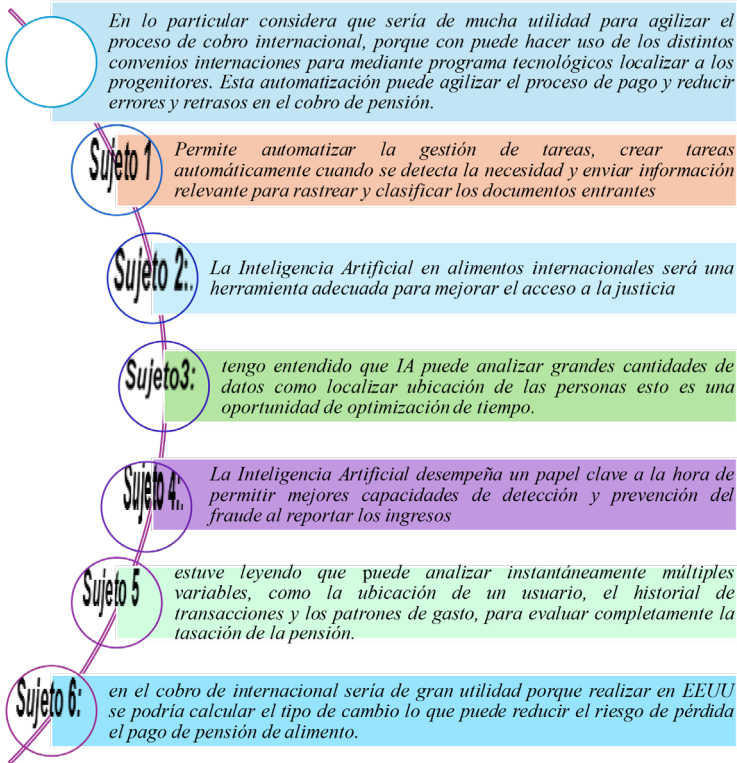 En lo particular considera que sería de mucha utilidad para agilizar el
proceso de cobro internacional, porque con puede hacer uso de los distintos
convenios internaciones para mediante programa tecnológicos localizar a los
progenitores. Esta automatización puede agilizar el proceso de pago y reducir
errores y retrasos en el cobro de pensión.
Sujeto 1
Permite automatizar la gestión de tareas, crear tareas
automáticamente cuando se detecta la necesidad y enviar información
relevante para rastrear y clasificar los documentos entrantes
Sujeto 2:.
La Inteligencia Artificial en alimentos internacionales será una
herramienta adecuada para mejorar el acceso a la justicia
Sujeto3:
tengo entendido que IA puede analizar grandes cantidades de
datos como localizar ubicación de las personas esto es una
oportunidad de optimización de tiempo.
Sujeto 4:.
La Inteligencia Artificial desempeña un papel clave a la hora de
permitir mejores capacidades de detección y prevención del
fraude al reportar los ingresos
Sujeto 5
estuve leyendo que puede analizar instantáneamente múltiples
variables, como la ubicación de un usuario, el historial de
transacciones y los patrones de gasto, para evaluar completamente la
tasación de la pensión.
Sujeto 6:
en el cobro de internacional sería de gran utilidad porque realizar en EEUU
se podría calcular el tipo de cambio lo que puede reducir el riesgo de pérdida
el pago de pensión de alimento.